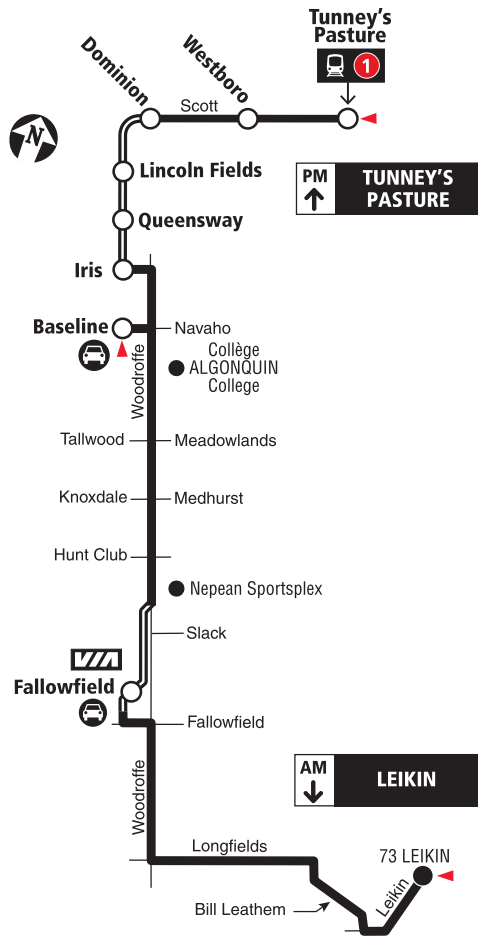 Tunney's
Pasture
1
Dominion
Westboro
Scott
N
Lincoln Fields
PM
TUNNEY'S
PASTURE
Queensway
Iris
Baseline
Navaho
Woodroffe
Collège
ALGONQUIN
College
Tallwood
Meadowlands
Knoxdale
Medhurst
Hunt Club
Nepean Sportsplex
Slack
VIA
Fallowfield
Fallowfield
AM
LEIKIN
Woodroffe
Longfields
73 LEIKIN
Leikin
Bill Leathem